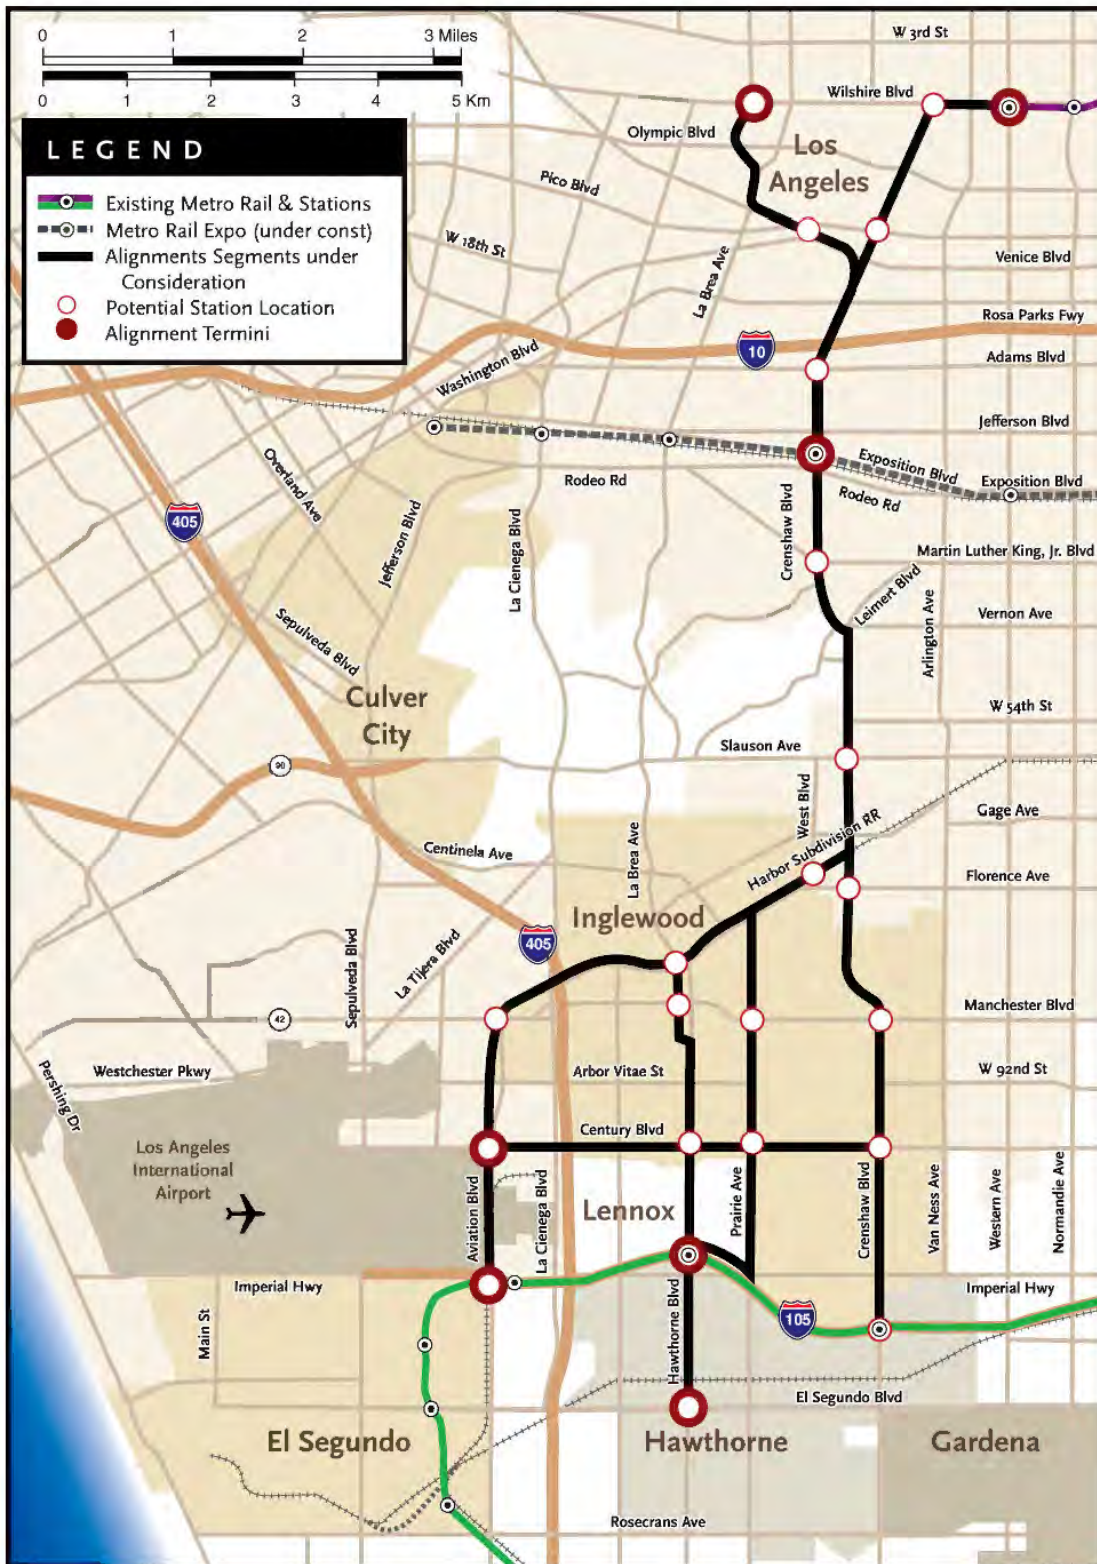 0 1 2 3 Miles
0 1 2 3 4 5 Km
LEGEND
Existing Metro Rail & Stations
Metro Rail Expo (under const)
Alignments Segments under
Consideration
Potential Station Location
Alignment Termini
W 3rd St
Wilshire Blvd
Olympic Blvd
Los
Angeles
Pico Blvd
W 18th St
La Brea Ave
Venice Blvd
Rosa Parks Fwy
10
Adams Blvd
Washington Blvd
Jefferson Blvd
Exposition Blvd
Exposition Blvd
Overland Ave
Rodeo Rd
Rodeo Rd
405
Jefferson Blvd
La Cienega Blvd
Crenshaw Blvd
Martin Luther King, Jr. Blvd
Leimert Blvd
Arlington Ave
Vernon Ave
Sepulveda Blvd
Culver
City
W 54th St
Slauson Ave
90
West Blvd
Gage Ave
Harbor Subdivision RR
Centinela Ave
La Brea Ave
Florence Ave
Inglewood
405
La Tijera Blvd
Sepulveda Blvd
42
Manchester Blvd
Pershing Dr
Westchester Pkwy
Arbor Vitae St
W 92nd St
Century Blvd
Los Angeles
International
Airport
Aviation Blvd
La Cienega Blvd
Lennox
Prairie Ave
Crenshaw Blvd
Van Ness Ave
Western Ave
Normandie Ave
Imperial Hwy
Imperial Hwy
Main St
Hawthorne Blvd
105
El Segundo Blvd
El Segundo
Hawthorne
Gardena
Rosecrans Ave